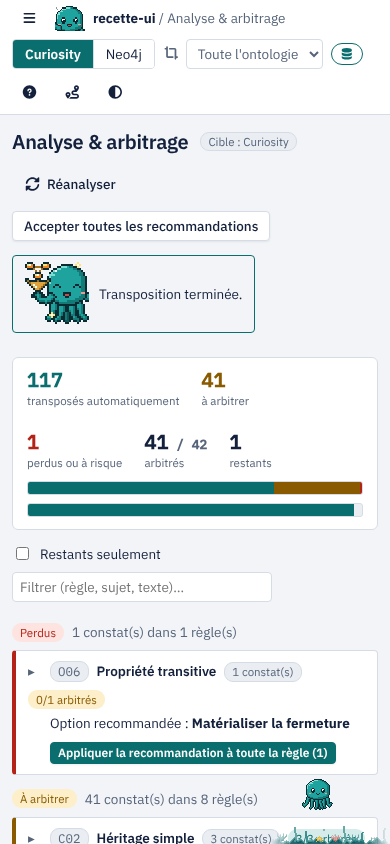 recette-ui / Analyse & arbitrage
Curiosity Neo4j Toute l'ontologie
Analyse & arbitrage Cible : Curiosity
Réanalyser
Accepter toutes les recommandations
Transposition terminée.
117 41
transposés automatiquement à arbitrer
1 41 / 42 1
perdus ou à risque arbitrés restants
Restants seulement
Filtrer (règle, sujet, texte)...
Perdus 1 constat(s) dans 1 règle(s)
▸ O06 Propriété transitive 1 constat(s)
0/1 arbitrés
Option recommandée : Matérialiser la fermeture
Appliquer la recommandation à toute la règle (1)
À arbitrer 41 constat(s) dans 8 règle(s)
▸ C02 Héritage simple 3 constat(s)